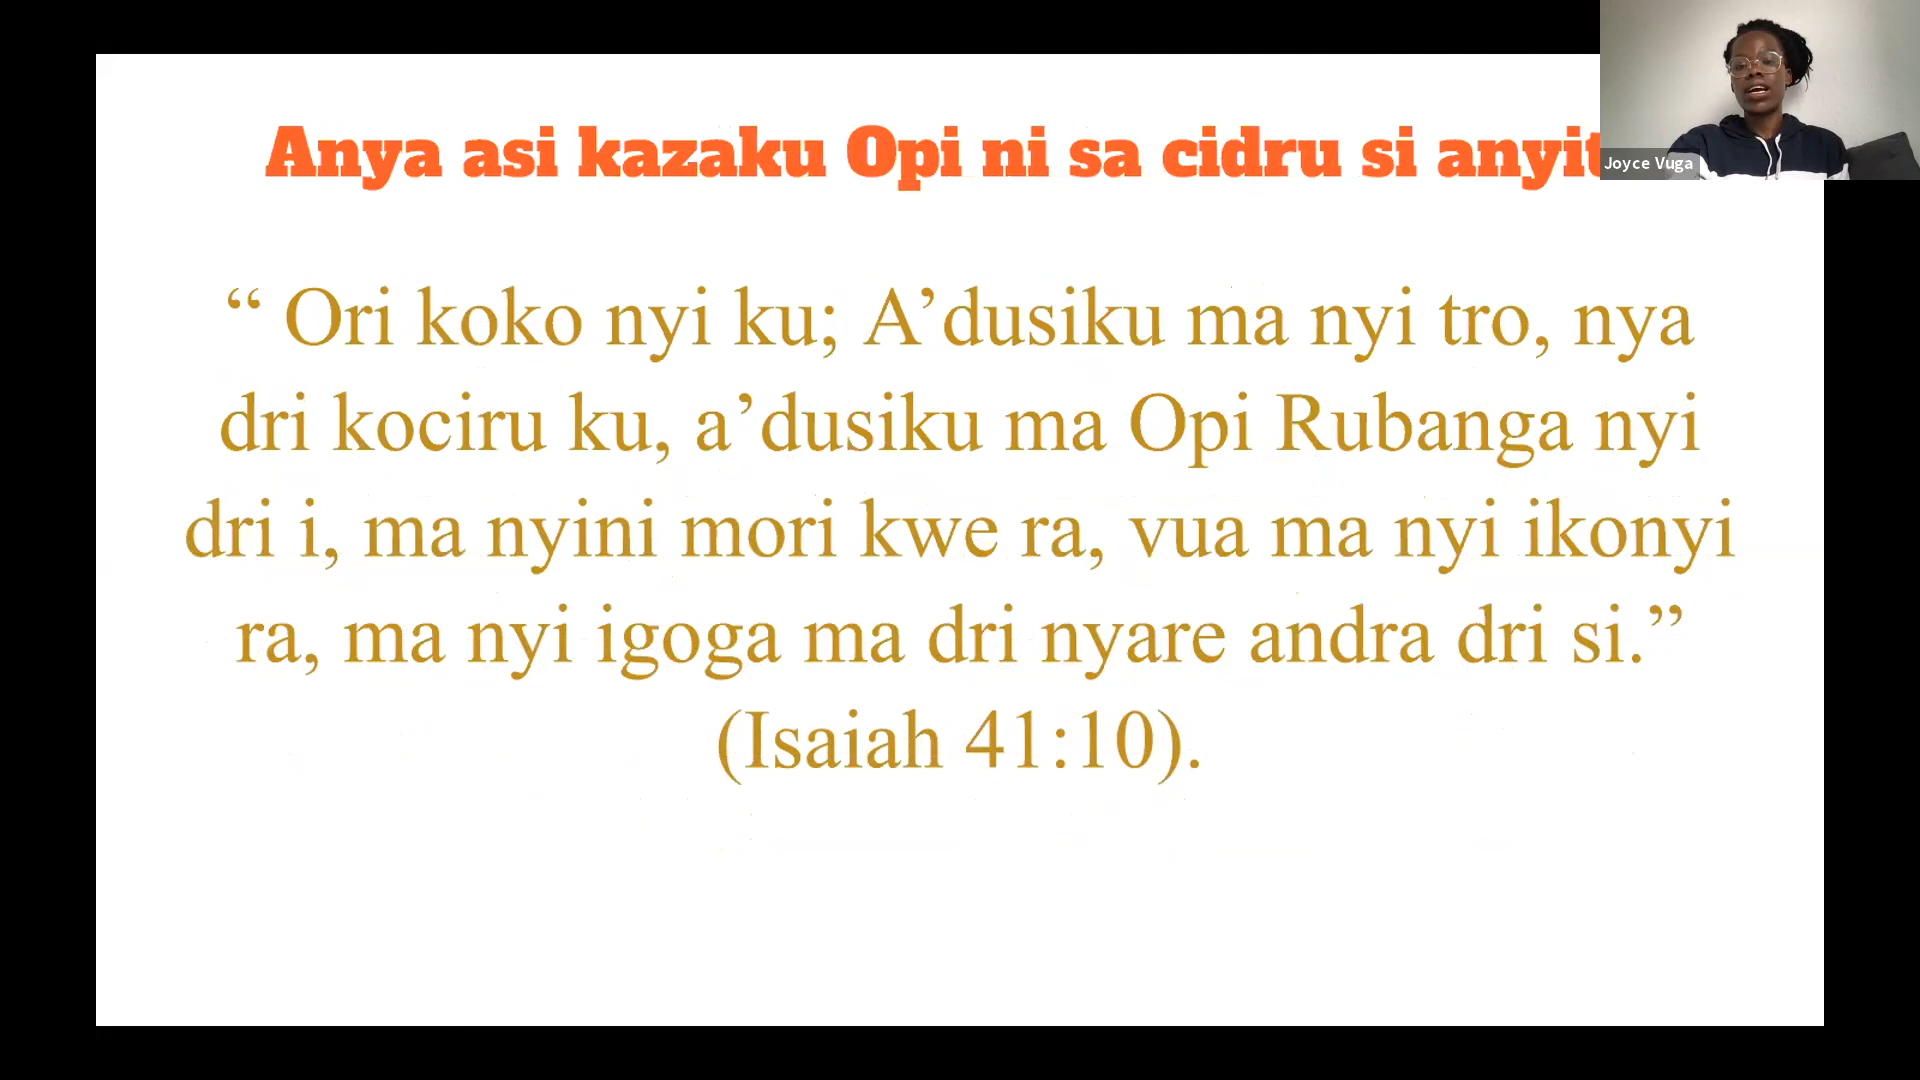 Anya asi kazaku Opi ni sa cidru si
“ Ori koko nyi ku; A’dusiku ma nyi tro, nya
dri kociru ku, a’dusiku ma Opi Rubanga nyi
dri i, ma nyini mori kwe ra, vua ma nyi ikonyi
ra, ma nyi igoga ma dri nyare andra dri si.”
(Isaiah 41:10).
Joyce Vuga